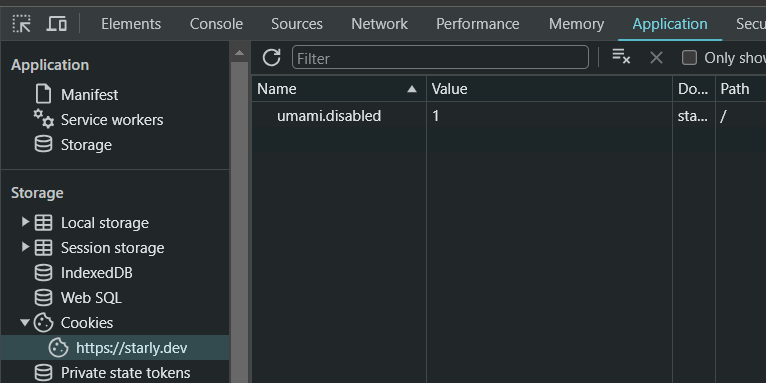 Elements Console Sources Network Performance Memory Application Secu
Application
Manifest
Service workers
Storage
Storage
Local storage
Session storage
IndexedDB
Web SQL
Cookies
https://starly.dev
Private state tokens
Filter Only show
Name Value Do... Path
umami.disabled 1 sta... /